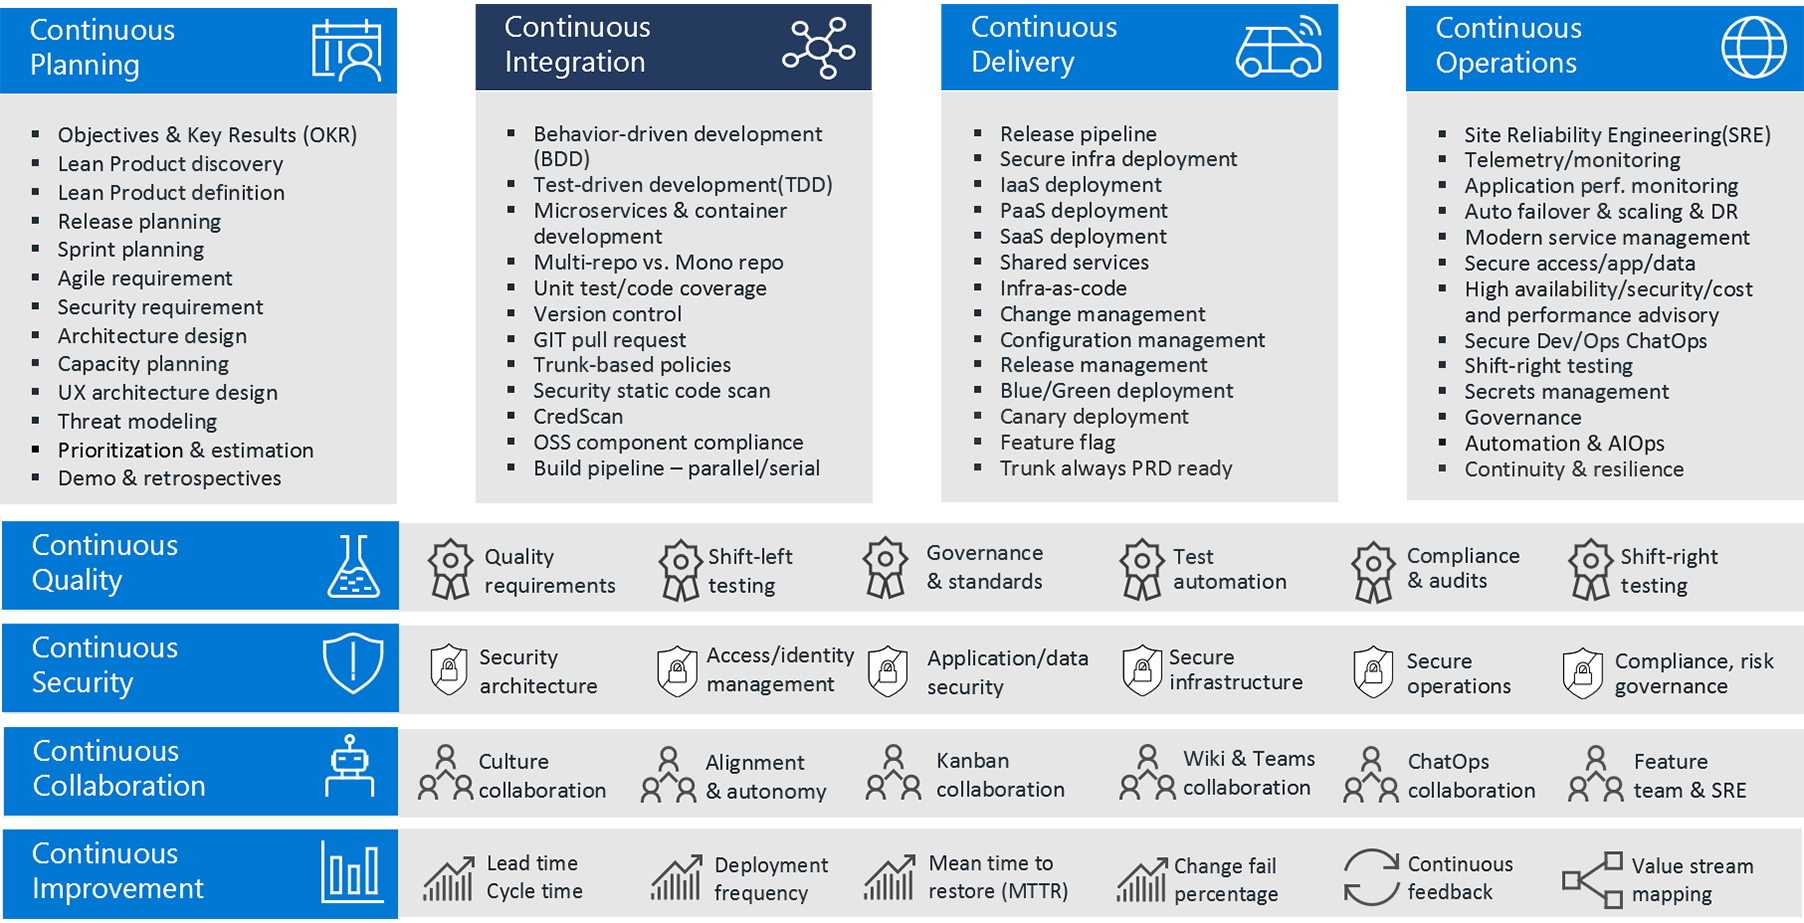 Continuous
Planning
Objectives & Key Results (OKR)
Lean Product discovery
Lean Product definition
Release planning
Sprint planning
Agile requirement
Security requirement
Architecture design
Capacity planning
UX architecture design
Threat modeling
Prioritization & estimation
Demo & retrospectives
Continuous
Integration
Behavior-driven development
(BDD)
Test-driven development(TDD)
Microservices & container
development
Multi-repo vs. Mono repo
Unit test/code coverage
Version control
GIT pull request
Trunk-based policies
Security static code scan
CredScan
OSS component compliance
Build pipeline – parallel/serial
Continuous
Delivery
Release pipeline
Secure infra deployment
IaaS deployment
PaaS deployment
SaaS deployment
Shared services
Infra-as-code
Change management
Configuration management
Release management
Blue/Green deployment
Canary deployment
Feature flag
Trunk always PRD ready
Continuous
Operations
Site Reliability Engineering(SRE)
Telemetry/monitoring
Application perf. monitoring
Auto failover & scaling & DR
Modern service management
Secure access/app/data
High availability/security/cost
and performance advisory
Secure Dev/Ops ChatOps
Shift-right testing
Secrets management
Governance
Automation & AIOps
Continuity & resilience
Continuous
Quality
Quality
requirements
Shift-left
testing
Governance
& standards
Test
automation
Compliance
& audits
Shift-right
testing
Continuous
Security
Security
architecture
Access/identity
management
Application/data
security
Secure
infrastructure
Secure
operations
Compliance, risk
governance
Continuous
Collaboration
Culture
collaboration
Alignment
& autonomy
Kanban
collaboration
Wiki & Teams
collaboration
ChatOps
collaboration
Feature
team & SRE
Continuous
Improvement
Lead time
Cycle time
Deployment
frequency
Mean time to
restore (MTTR)
Change fail
percentage
Continuous
feedback
Value stream
mapping